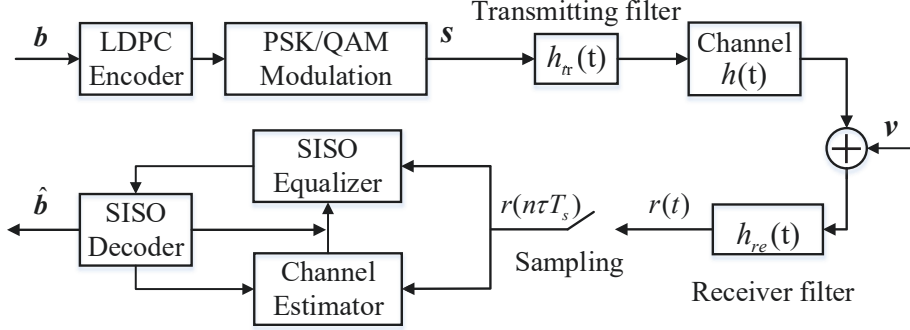 Transmitting filter
b
LDPC
Encoder
PSK/QAM
Modulation
s
h_tr(t)
Channel
h(t)
v
SISO
Equalizer
b̂
SISO
Decoder
r(nτT_s)
r(t)
h_re(t)
Sampling
Channel
Estimator
Receiver filter